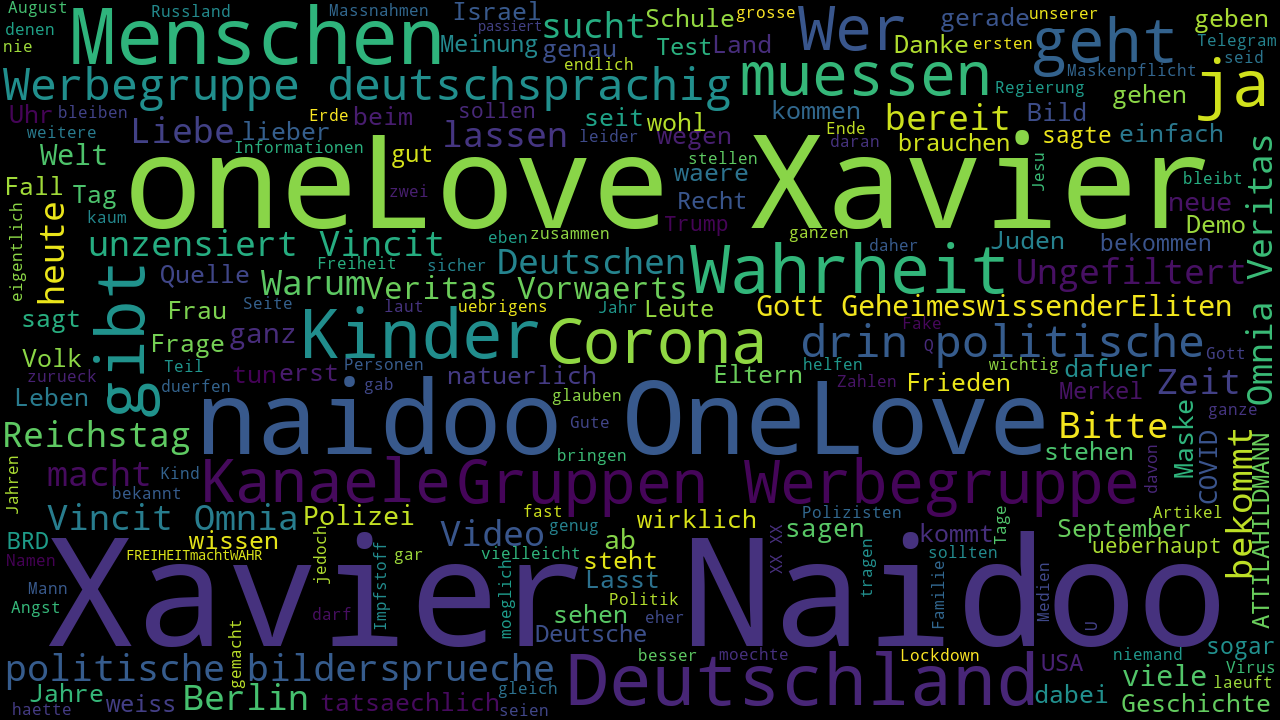 August
Russland
Massnahmen
Israel
passiert
sucht
Schule
grosse
Wer
gerade
unserer
geben
denen
nie
Menschen
Meinung
genau
endlich
Test
Land
Danke
ersten
geht
Telegram
seid
Werbegruppe deutschsprachig
muessen
Regierung
Maskenpflicht
gehen
ja
Uhr
bleiben
weitere
Erde
beim
sollen
seit
wohl
kommen
bereit
Bild
Liebe
lieber
Informationen
lassen
leider
wegen
Ende
daran
brauchen
sagte
einfach
Welt
gut
stellen
waere
Jesu
bleibt
oneLove Xavier
Fall
Tag
zwei
Recht
neue
kaum
Trump
Demo
eigentlich
heute
unzensiert Vincit
eben
zusammen
ganzen
daher
Juden
bekommen
Omnia Veritas
Freiheit
sicher
Deutschen
Wahrheit
Ungefiltert
gibt
Quelle
Warum
Veritas Vorwaerts
Seite
laut
uebrigens
Jahr
Leute
Gott GeheimeswissenderEliten
sagt
Frau
ganz
Kinder
Corona
Fake
Q
drin politische
Gott
Volk
Frage
zurueck
Teil
Personen
helfen
wichtig
dafuer
Leben
duerfen
tun
erst
gab
natuerlich
glauben
Eltern
Zahlen
Frieden
Merkel
Zeit
ganze
Reichstag
naidoo OneLove
Gute
Bitte
Maske
bringen
stehen
Jahren
macht
Kind
bekannt
KanaeleGruppen Werbegruppe
davon
COVID
bekommt
ATTILAHILDMANN
Vincit Omnia
Polizei
fast
genug
wirklich
Polizisten
Artikel
BRD
wissen
jedoch
Video
ab
sagen
kommt
Tage
September
Namen
FREIHEITmachtWAHR
gar
vielleicht
steht
XX XX
sollten
ueberhaupt
Mann
Impfstoff
moeglich
Lasst
tragen
Familie
Medien
Angst
darf
Politik
sehen
eher
U
Xavier Naidoo
Deutsche
gemacht
besser
moechte
Lockdown
niemand
sogar
politische bildersprueche
Deutschland
USA
Virus
Jahre
gleich
viele
laeuft
haette
weiss
Berlin
tatsaechlich
seien
dabei
Geschichte